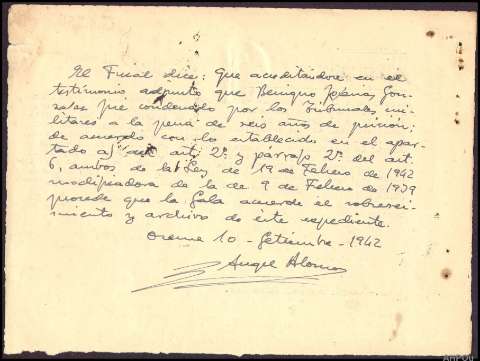 El Fiscal dice: Que acreditándose en el
testimonio adjunto que Benigno Iglesias Gon-
zalez fué condenado por los Tribunales mi-
litares a la pena de seis años de prisión;
de acuerdo con lo establecido en el apar-
tado a) del art. 2º y párrafo 2º del art.
6, ambos de la Ley de 19 de Febrero de 1942
modificadora de la de 9 de Febrero de 1939
procede que la Sala acuerde el sobresei-
miento y archivo de este expediente.
Orense 10 - Setiembre - 1942
Angel Alonso